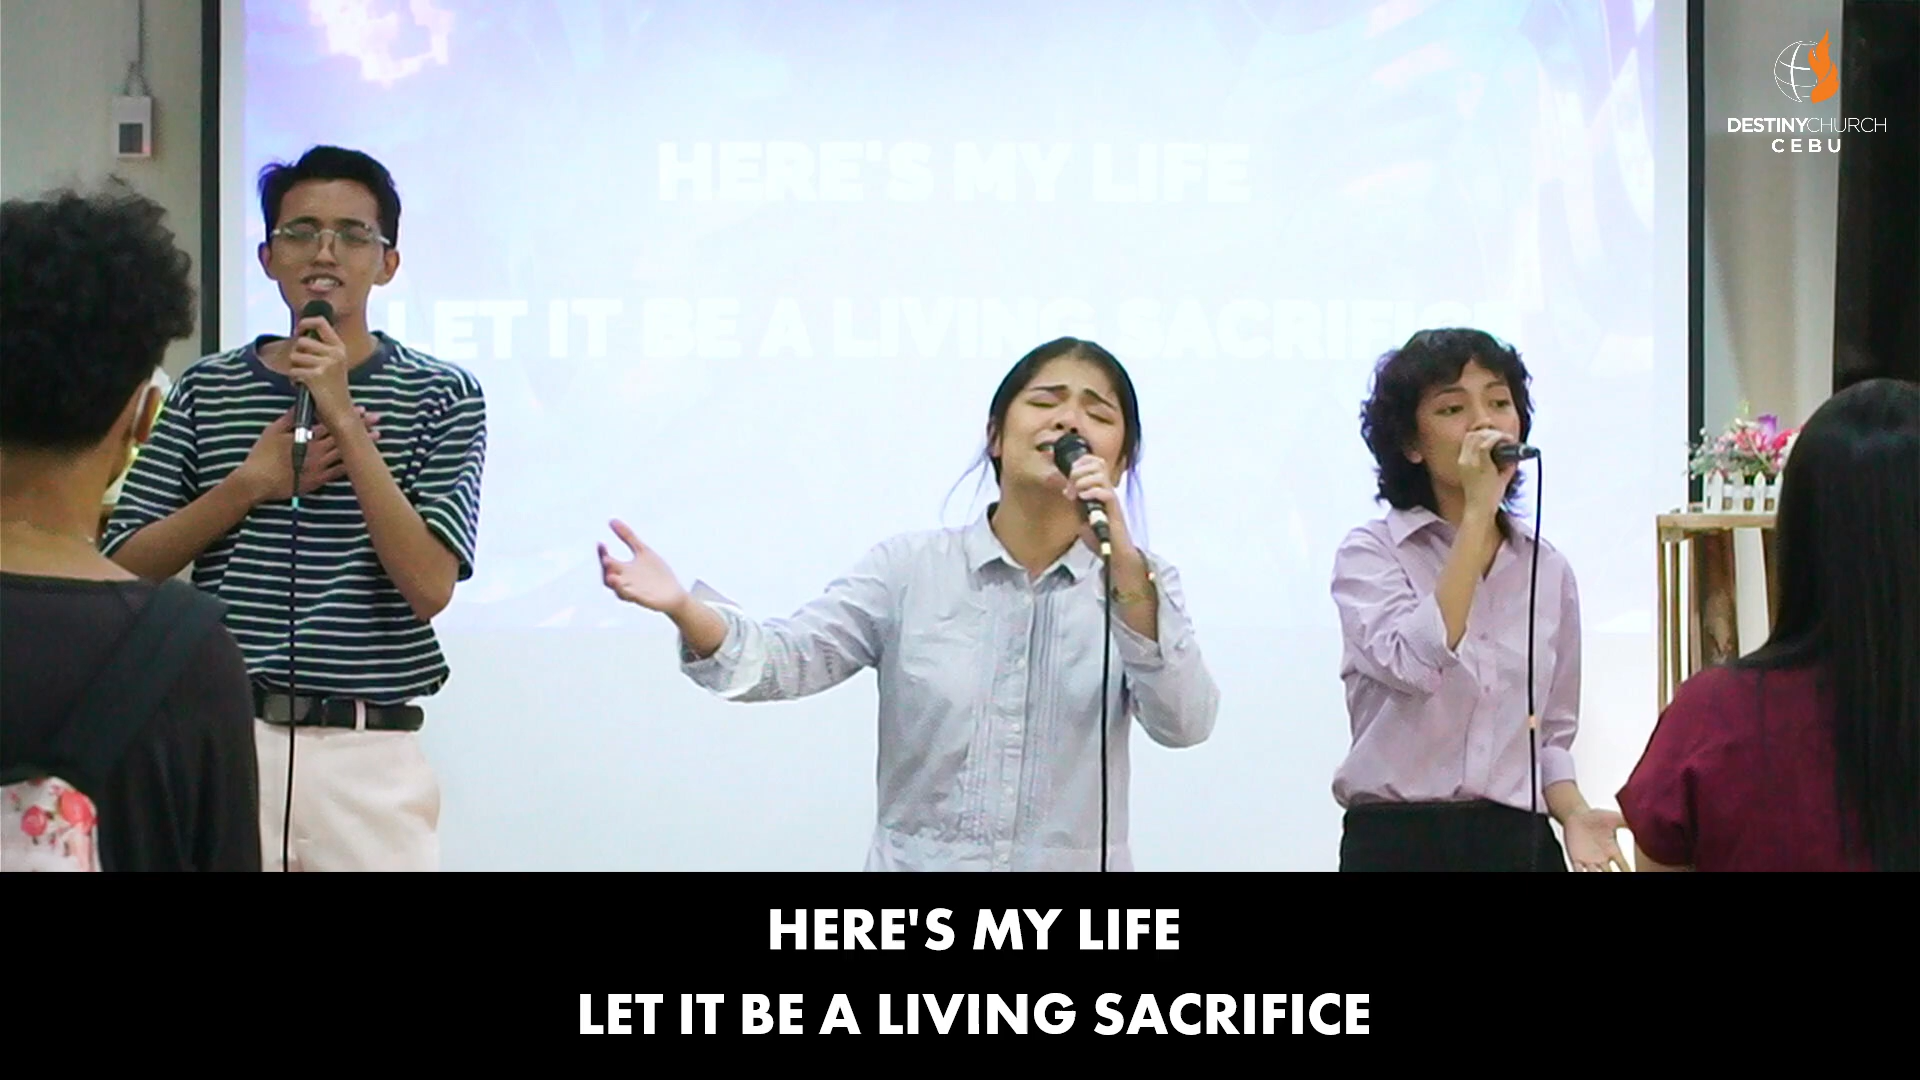 HERE'S MY LIFE
LET IT BE A LIVING SACRIFICE
DESTINYCHURCH
CEBU
HERE'S MY LIFE
LET IT BE A LIVING SACRIFICE